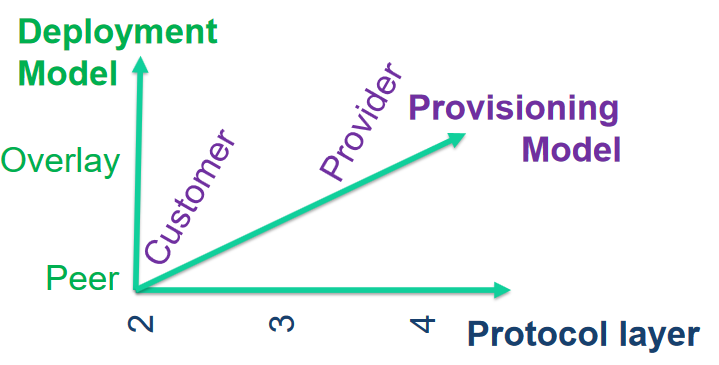 Deployment
Model
Overlay
Peer
Customer
Provider
Provisioning
Model
2
3
4
Protocol layer